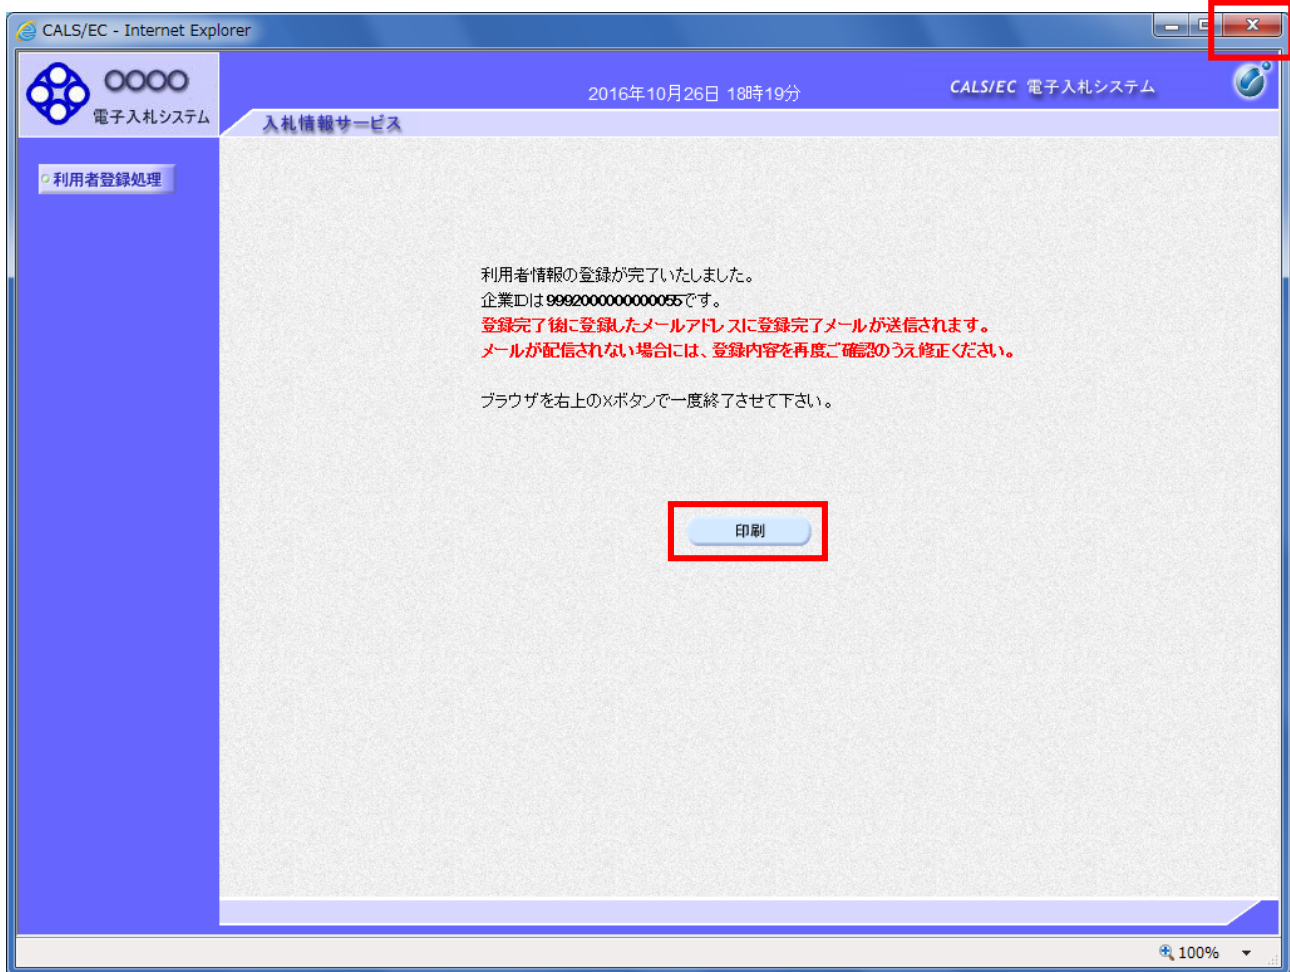 CALS/EC - Internet Explorer
○○○○
電子入札システム
2016年10月26日 18時19分
CALS/EC 電子入札システム
入札情報サービス
利用者登録処理
利用者情報の登録が完了いたしました。
企業IDは9992000000000055です。
登録完了後に登録したメールアドレスに登録完了メールが送信されます。
メールが配信されない場合には、登録内容を再度ご確認のうえ修正ください。
ブラウザを右上の×ボタンで一度終了させて下さい。
印刷
100%